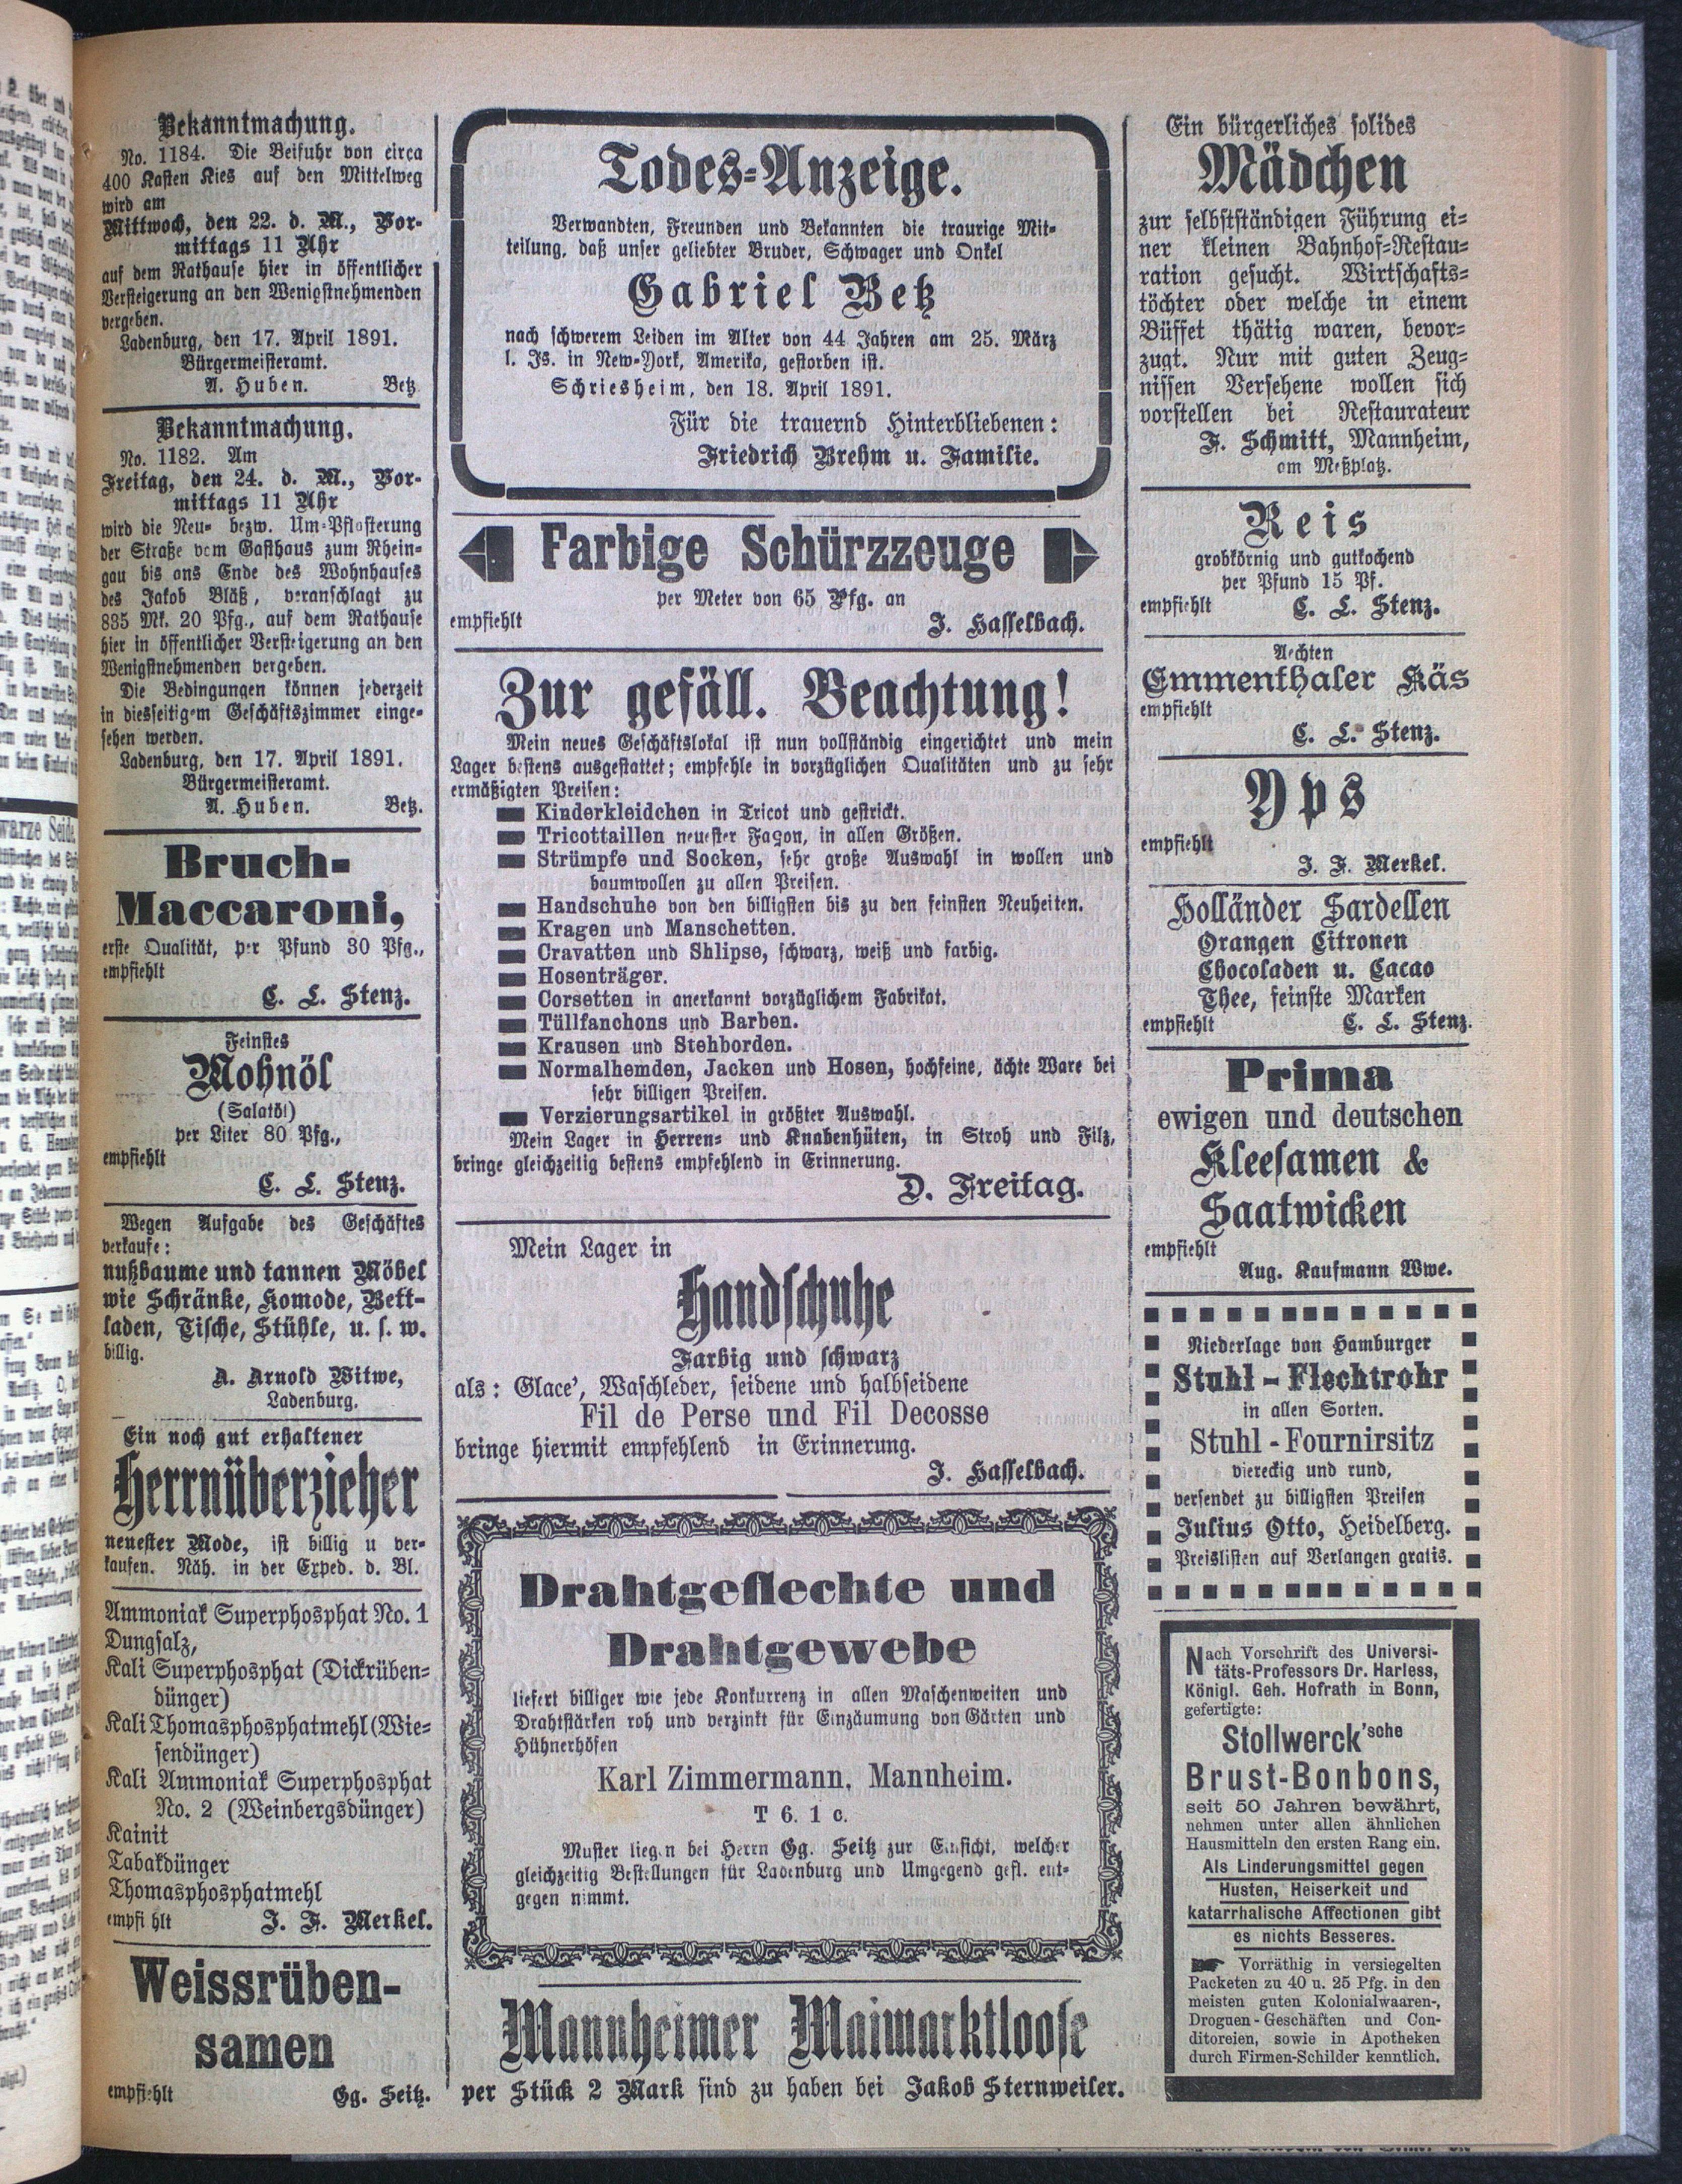 Bekanntmachung.
No. 1184. Die Beifuhr von circa
400 Kasten Kies auf den Mittelweg
wird am
Mittwoch, den 22. d. M., Vor-
mittags 11 Uhr
auf dem Rathause hier in öffentlicher
Versteigerung an den Wenigstnehmenden
vergeben.
Ladenburg, den 17. April 1891.
Bürgermeisteramt.
A. Huben. Betz.
Bekanntmachung.
No. 1182. Am
Freitag, den 24. d. M., Vor-
mittags 11 Uhr
wird die Neu- bezw. Um-Pflasterung
der Straße vom Gasthaus zum Rhein-
gau bis ans Ende des Wohnhauses
des Jakob Bläß, veranschlagt zu
835 Mk. 20 Pfg., auf dem Rathause
hier in öffentlicher Versteigerung an den
Wenigstnehmenden vergeben.
Die Bedingungen können jederzeit
in diesseitigem Geschäftszimmer einge-
sehen werden.
Ladenburg, den 17. April 1891.
Bürgermeisteramt.
A. Huben. Betz.
Bruch-
Maccaroni,
erste Qualität, per Pfund 30 Pfg.,
empfiehlt
C. L. Stenz.
Feinstes
Mohnöl
(Salatöl)
per Liter 80 Pfg.,
empfiehlt
C. L. Stenz.
Wegen Aufgabe des Geschäftes
verkaufe:
nußbaume und tannen Möbel
wie Schränke, Komode, Bett-
laden, Tische, Stühle, u. s. w.
billig.
A. Arnold Witwe,
Ladenburg.
Ein noch gut erhaltener
Herrnüberzieher
neuester Mode, ist billig u ver-
kaufen. Näh. in der Exped. d. Bl.
Ammoniak Superphosphat No. 1
Dungsalz,
Kali Superphosphat (Dickrüben-
dünger)
Kali Thomasphosphatmehl (Wie-
sendünger)
Kali Ammoniak Superphosphat
No. 2 (Weinbergsdünger)
Kainit
Tabakdünger
Thomasphosphatmehl
empfi hlt J. F. Merkel.
Weissrüben-
samen
empfiehlt Gg. Seitz.
Todes-Anzeige.
Verwandten, Freunden und Bekannten die traurige Mit-
teilung, daß unser geliebter Bruder, Schwager und Onkel
Gabriel Betz
nach schwerem Leiden im Alter von 44 Jahren am 25. März
l. Js. in New-York, Amerika, gestorben ist.
Schriesheim, den 18. April 1891.
Für die trauernd Hinterbliebenen:
Friedrich Brehm u. Familie.
Farbige Schürzzeuge
per Meter von 65 Pfg. an
empfiehlt J. Hasselbach.
Zur gefäll. Beachtung!
Mein neues Geschäftslokal ist nun vollständig eingerichtet und mein
Lager bestens ausgestattet; empfehle in vorzüglichen Qualitäten und zu sehr
ermäßigten Preisen:
Kinderkleidchen in Tricot und gestrickt.
Tricottaillen neuester Façon, in allen Größen.
Strümpfe und Socken, sehr große Auswahl in wollen und
baumwollen zu allen Preisen.
Handschuhe von den billigsten bis zu den feinsten Neuheiten.
Kragen und Manschetten.
Cravatten und Shlipse, schwarz, weiß und farbig.
Hosenträger.
Corsetten in anerkannt vorzüglichem Fabrikat.
Tüllfanchons und Barben.
Krausen und Stehborden.
Normalhemden, Jacken und Hosen, hochfeine, ächte Ware bei
sehr billigen Preisen.
Verzierungsartikel in größter Auswahl.
Mein Lager in Herren- und Knabenhüten, in Stroh und Filz,
bringe gleichzeitig bestens empfehlend in Erinnerung.
D. Freitag.
Mein Lager in
Handschuhe
Farbig und schwarz
als: Glace', Waschleder, seidene und halbseidene
Fil de Perse und Fil Decosse
bringe hiermit empfehlend in Erinnerung.
J. Hasselbach.
Drahtgeflechte und
Drahtgewebe
liefert billiger wie jede Konkurrenz in allen Maschenweiten und
Drahtstärken roh und verzinkt für Einzäumung von Gärten und
Hühnerhöfen
Karl Zimmermann, Mannheim.
T 6. 1 c.
Muster liegen bei Herrn Gg. Seitz zur Einsicht, welcher
gleichzeitig Bestellungen für Ladenburg und Umgegend gefl. ent-
gegen nimmt.
Mannheimer Maimarktloose
per Stück 2 Mark sind zu haben bei Jakob Sternweiler.
Ein bürgerliches solides
Mädchen
zur selbstständigen Führung ei-
ner kleinen Bahnhof-Restau-
ration gesucht. Wirtschafts-
töchter oder welche in einem
Büffet thätig waren, bevor-
zugt. Nur mit guten Zeug-
nissen Versehene wollen sich
vorstellen bei Restaurateur
F. Schmitt, Mannheim,
am Meßplatz.
Reis
grobkörnig und gutkochend
per Pfund 15 Pf.
empfiehlt C. L. Stenz.
Aechten
Emmenthaler Käs
empfiehlt
C. L. Stenz.
Yps
empfiehlt
J. F. Merkel.
Holländer Sardellen
Orangen Citronen
Chocoladen u. Cacao
Thee, feinste Marken
empfiehlt C. L. Stenz.
Prima
ewigen und deutschen
Kleesamen &
Saatwicken
empfiehlt
Aug. Kaufmann Wwe.
Niederlage von Hamburger
Stuhl-Flechtrohr
in allen Sorten.
Stuhl-Fournirsitz
viereckig und rund,
versendet zu billigsten Preisen
Julius Otto, Heidelberg.
Preislisten auf Verlangen gratis.
Nach Vorschrift des Universi-
täts-Professors Dr. Harless,
Königl. Geh. Hofrath in Bonn,
gefertigte:
Stollwerck'sche
Brust-Bonbons,
seit 50 Jahren bewährt,
nehmen unter allen ähnlichen
Hausmitteln den ersten Rang ein.
Als Linderungsmittel gegen
Husten, Heiserkeit und
katarrhalische Affectionen gibt
es nichts Besseres.
Vorräthig in versiegelten
Packeten zu 40 u. 25 Pfg. in den
meisten guten Kolonialwaaren-,
Droguen-Geschäften und Con-
ditoreien, sowie in Apotheken
durch Firmen-Schilder kenntlich.